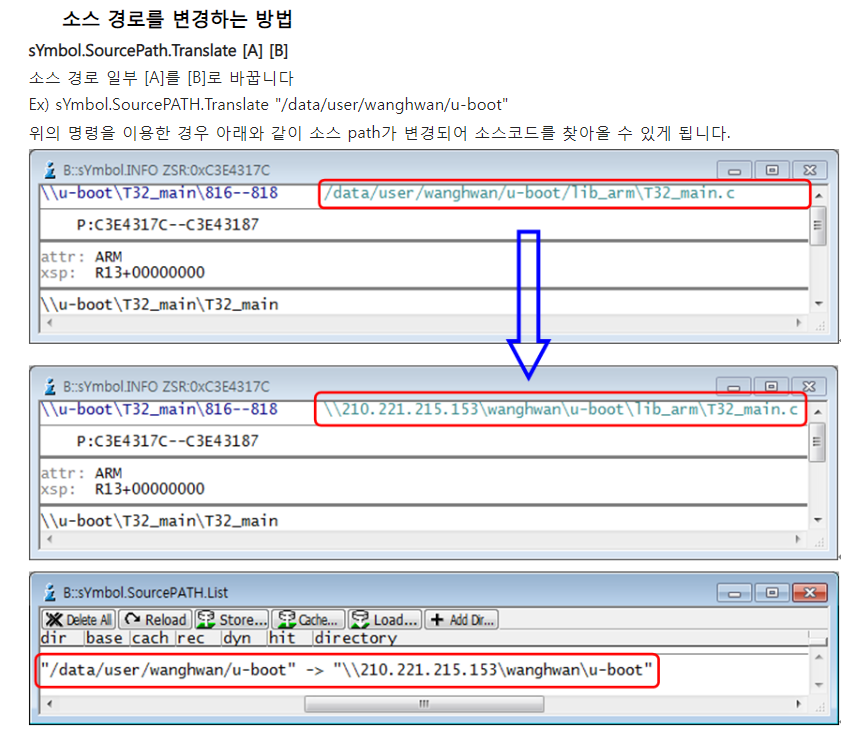 소스 경로를 변경하는 방법
sYmbol.SourcePath.Translate [A] [B]
소스 경로 일부 [A]를 [B]로 바꿉니다
Ex) sYmbol.SourcePATH.Translate "/data/user/wanghwan/u-boot"
위의 명령을 이용한 경우 아래와 같이 소스 path가 변경되어 소스코드를 찾아올 수 있게 됩니다.
B::sYmbol.INFO ZSR:0xC3E4317C
\\u-boot\T32_main\816--818 /data/user/wanghwan/u-boot/lib_arm\T32_main.c
P:C3E4317C--C3E43187
attr: ARM
xsp: R13+00000000
\\u-boot\T32_main\T32_main
B::sYmbol.INFO ZSR:0xC3E4317C
\\u-boot\T32_main\816--818 \\210.221.215.153\wanghwan\u-boot\lib_arm\T32_main.c
P:C3E4317C--C3E43187
attr: ARM
xsp: R13+00000000
\\u-boot\T32_main\T32_main
B::sYmbol.SourcePATH.List
Delete All Reload Store... Cache... Load... Add Dir...
dir base cach rec dyn hit directory
"/data/user/wanghwan/u-boot" -> "\\210.221.215.153\wanghwan\u-boot"